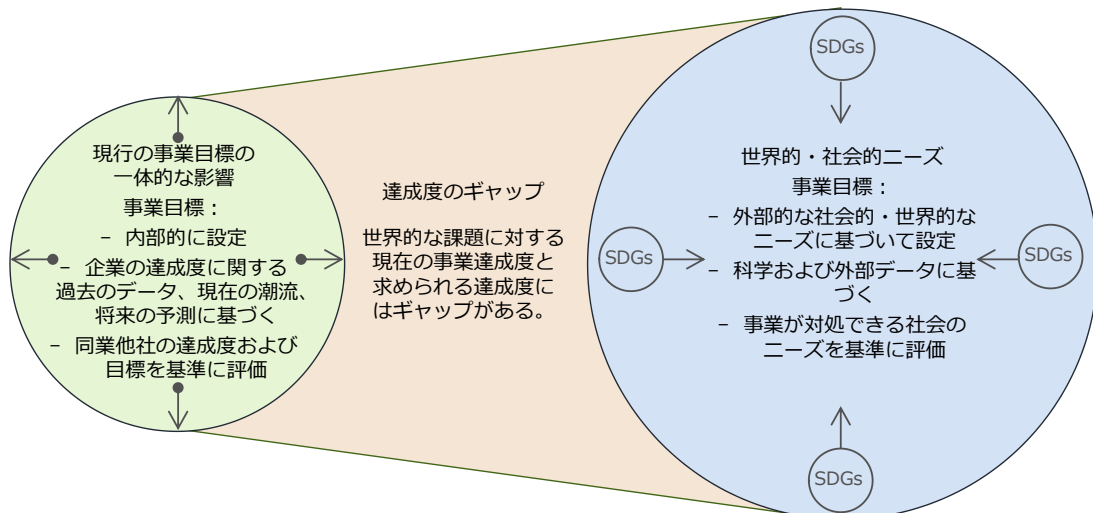 現行の事業目標の
一体的な影響
事業目標：
− 内部的に設定
− 企業の達成度に関する
過去のデータ、現在の潮流、
将来の予測に基づく
− 同業他社の達成度および
目標を基準に評価
達成度のギャップ
世界的な課題に対する
現在の事業達成度と
求められる達成度に
はギャップがある。
SDGs
世界的・社会的ニーズ
事業目標：
− 外部的な社会的・世界的な
ニーズに基づいて設定
− 科学および外部データに基
づく
− 事業が対処できる社会の
ニーズを基準に評価
SDGs
SDGs
SDGs